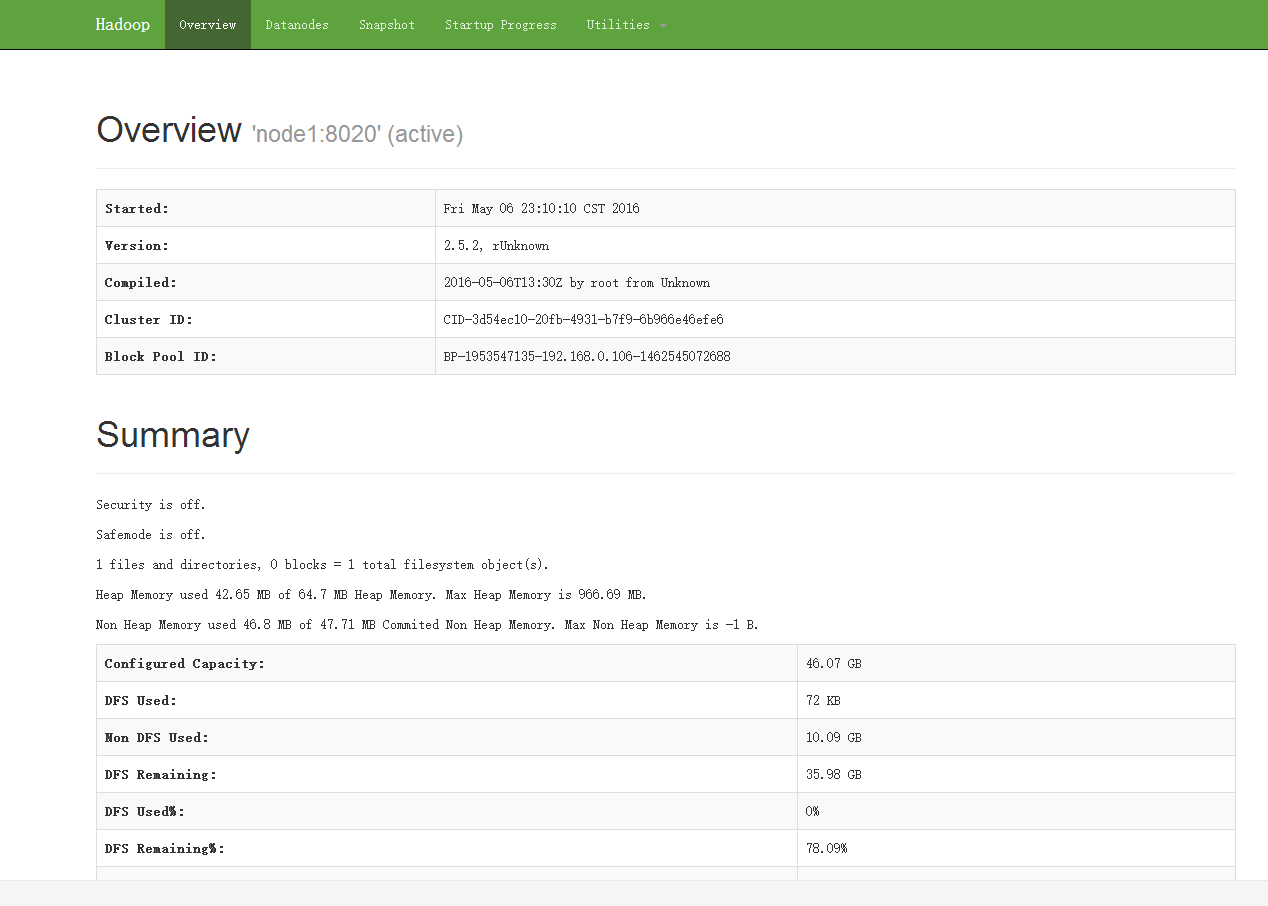 Hadoop Overview Datanodes Snapshot Startup Progress Utilities
Overview 'node1:8020' (active)
Started: Fri May 06 23:10:10 CST 2016
Version: 2.5.2, rUnknown
Compiled: 2016-05-06T13:30Z by root from Unknown
Cluster ID: CID-3d54ec10-20fb-4931-b7f9-6b966e46efe6
Block Pool ID: BP-1953547135-192.168.0.106-1462545072688
Summary
Security is off.
Safemode is off.
1 files and directories, 0 blocks = 1 total filesystem object(s).
Heap Memory used 42.65 MB of 64.7 MB Heap Memory. Max Heap Memory is 966.69 MB.
Non Heap Memory used 46.8 MB of 47.71 MB Commited Non Heap Memory. Max Non Heap Memory is -1 B.
Configured Capacity: 46.07 GB
DFS Used: 72 KB
Non DFS Used: 10.09 GB
DFS Remaining: 35.98 GB
DFS Used%: 0%
DFS Remaining%: 78.09%